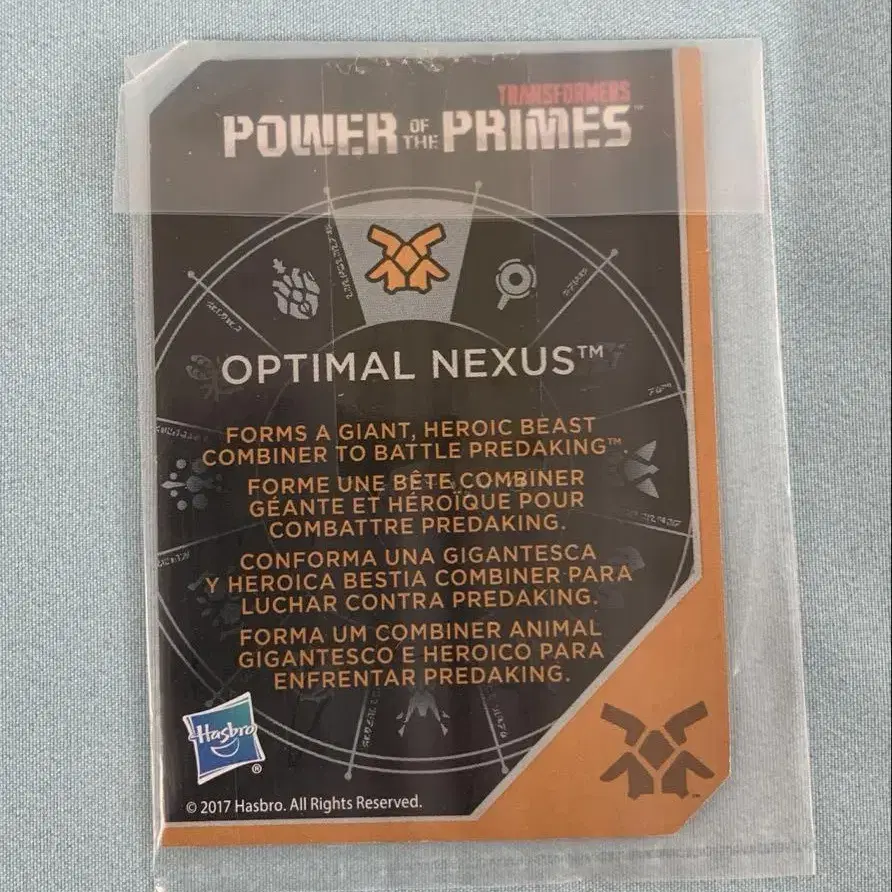 TRANSFORMERS
POWER OF THE PRIMES™
OPTIMAL NEXUS™
FORMS A GIANT, HEROIC BEAST
COMBINER TO BATTLE PREDAKING™
FORME UNE BÊTE COMBINER
GÉANTE ET HÉROÏQUE POUR
COMBATTRE PREDAKING.
CONFORMA UNA GIGANTESCA
Y HEROICA BESTIA COMBINER PARA
LUCHAR CONTRA PREDAKING.
FORMA UM COMBINER ANIMAL
GIGANTESCO E HEROICO PARA
ENFRENTAR PREDAKING.
Hasbro
®
© 2017 Hasbro. All Rights Reserved.